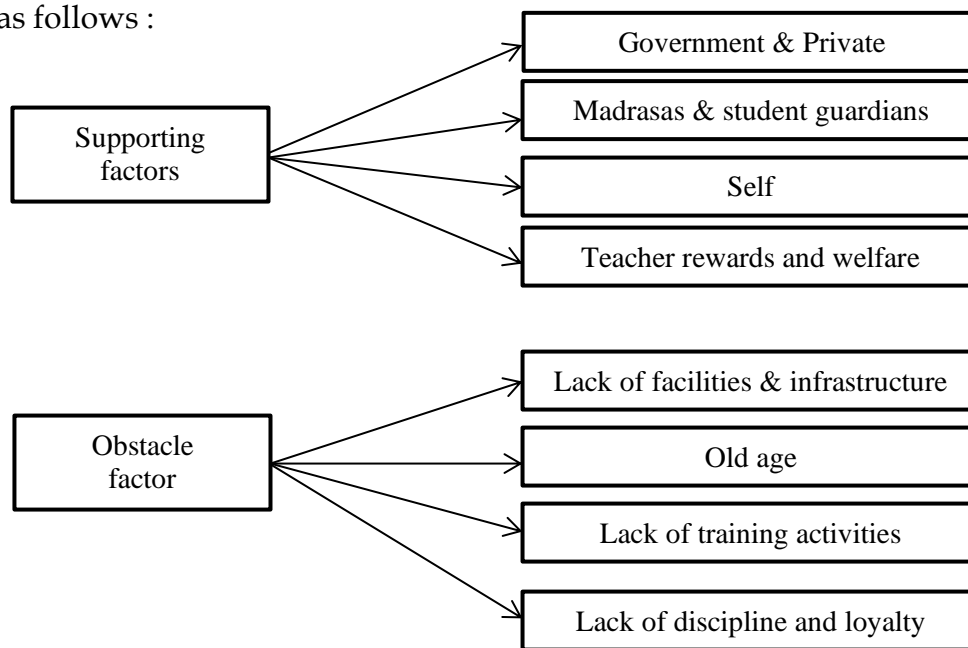 as follows :
Supporting
factors
Government & Private
Madrasas & student guardians
Self
Teacher rewards and welfare
Obstacle
factor
Lack of facilities & infrastructure
Old age
Lack of training activities
Lack of discipline and loyalty